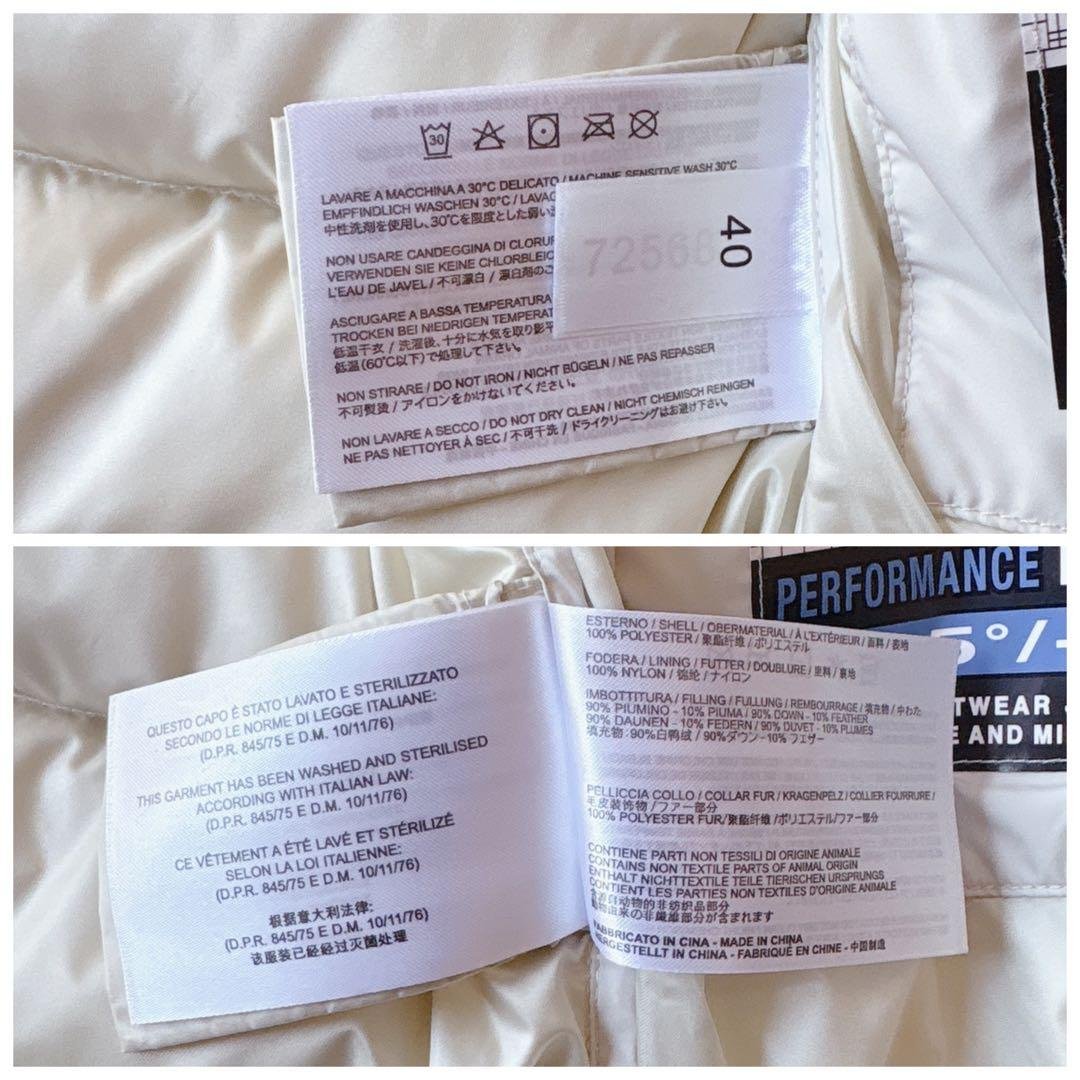 30
LAVARE A MACCHINA A 30°C DELICATO / MACHINE SENSITIVE WASH 30°C
EMPFINDLICH WASCHEN 30°C /
中性洗剤を使用し、30℃を限度とした弱い
NON USARE CANDEGGINA DI
VERWENDEN SIE KEINE
L'EAU DE JAVEL / 不可漂白 / 漂白剤の
ASCIUGARE A BASSA TEMPERATURA
TROCKEN BEI NIEDRIGEN
低温干衣 / 洗濯後、十分に水気を取り影平
低温(60℃以下)で処理して下さい。
NON STIRARE / DO NOT IRON / NICHT BÜGELN / NE PAS REPASSER
不可熨烫 / アイロンをかけないてください。
NON LAVARE A SECCO / DO NOT DRY CLEAN / NICHT CHEMISCH REINIGEN
NE PAS NETTOYER A SEC / 不可干洗 / ドライクリーニングはお避け下さい。
40
QUESTO CAPO È STATO LAVATO E STERILIZZATO
SECONDO LE NORME DI LEGGE ITALIANE:
(D.P.R. 845/75 E D.M. 10/11/76)
THIS GARMENT HAS BEEN WASHED AND STERILISED
ACCORDING WITH ITALIAN LAW:
(D.P.R. 845/75 E D.M. 10/11/76)
CE VÊTEMENT A ÉTÉ LAVÉ ET STÉRILIZÉ
SELON LA LOI ITALIENNE:
(D.P.R. 845/75 E D.M. 10/11/76)
根据意大利法律:
(D.P.R. 845/75 E D.M. 10/11/76)
该服装已经经过灭菌处理
ESTERNO / SHELL / OBERMATERIAL / À L'EXTÉRIEUR / 面料 / 表地
100% POLYESTER / 聚酯纤维 / ポリエステル
FODERA / LINING / FUTTER / DOUBLURE / 里料 / 裏地
100% NYLON / 锦纶 / ナイロン
IMBOTTITURA / FILLING / FULLUNG / REMBOURRAGE / 填充物 / 中わた
90% PIUMINO - 10% PIUMA / 90% DOWN - 10% FEATHER
90% DAUNEN - 10% FEDERN / 90% DUVET - 10% PLUMES
填充物: 90%白鸭绒 / 90%ダウン - 10% フェザー
PELLICCIA COLLO / COLLAR FUR / KRAGENPELZ / COLLIER FOURRURE /
毛皮装饰物 / ファー部分
100% POLYESTER FUR/聚酯纤维 /ポリエステル/ファー部分
CONTIENE PARTI NON TESSILI DI ORIGINE ANIMALE
CONTAINS NON TEXTILE PARTS OF ANIMAL ORIGIN
ENTHALT NICHTTEXTILE TEILE TIERISCHEN URSPRUNGS
CONTIENT LES PARTIES NON TEXTILES D'ORIGINE ANIMALE
源自动物的非纺织品部分
動物由来の非繊維部分が含まれます
FABBRICATO IN CINA - MADE IN CHINA
HERGESTELLT IN CHINA - FABRIQUÉ EN CHINE - 中国制造
PERFORMANCE
5°/-
TWEAR
E AND MI